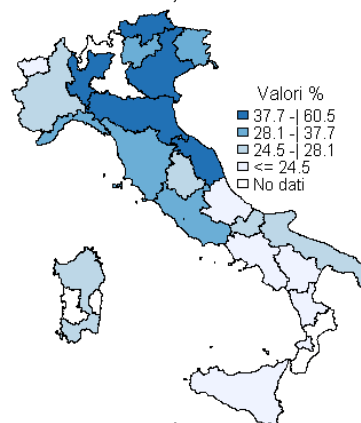 Valori %
37.7 -| 60.5
28.1 -| 37.7
24.5 -| 28.1
<= 24.5
No dati